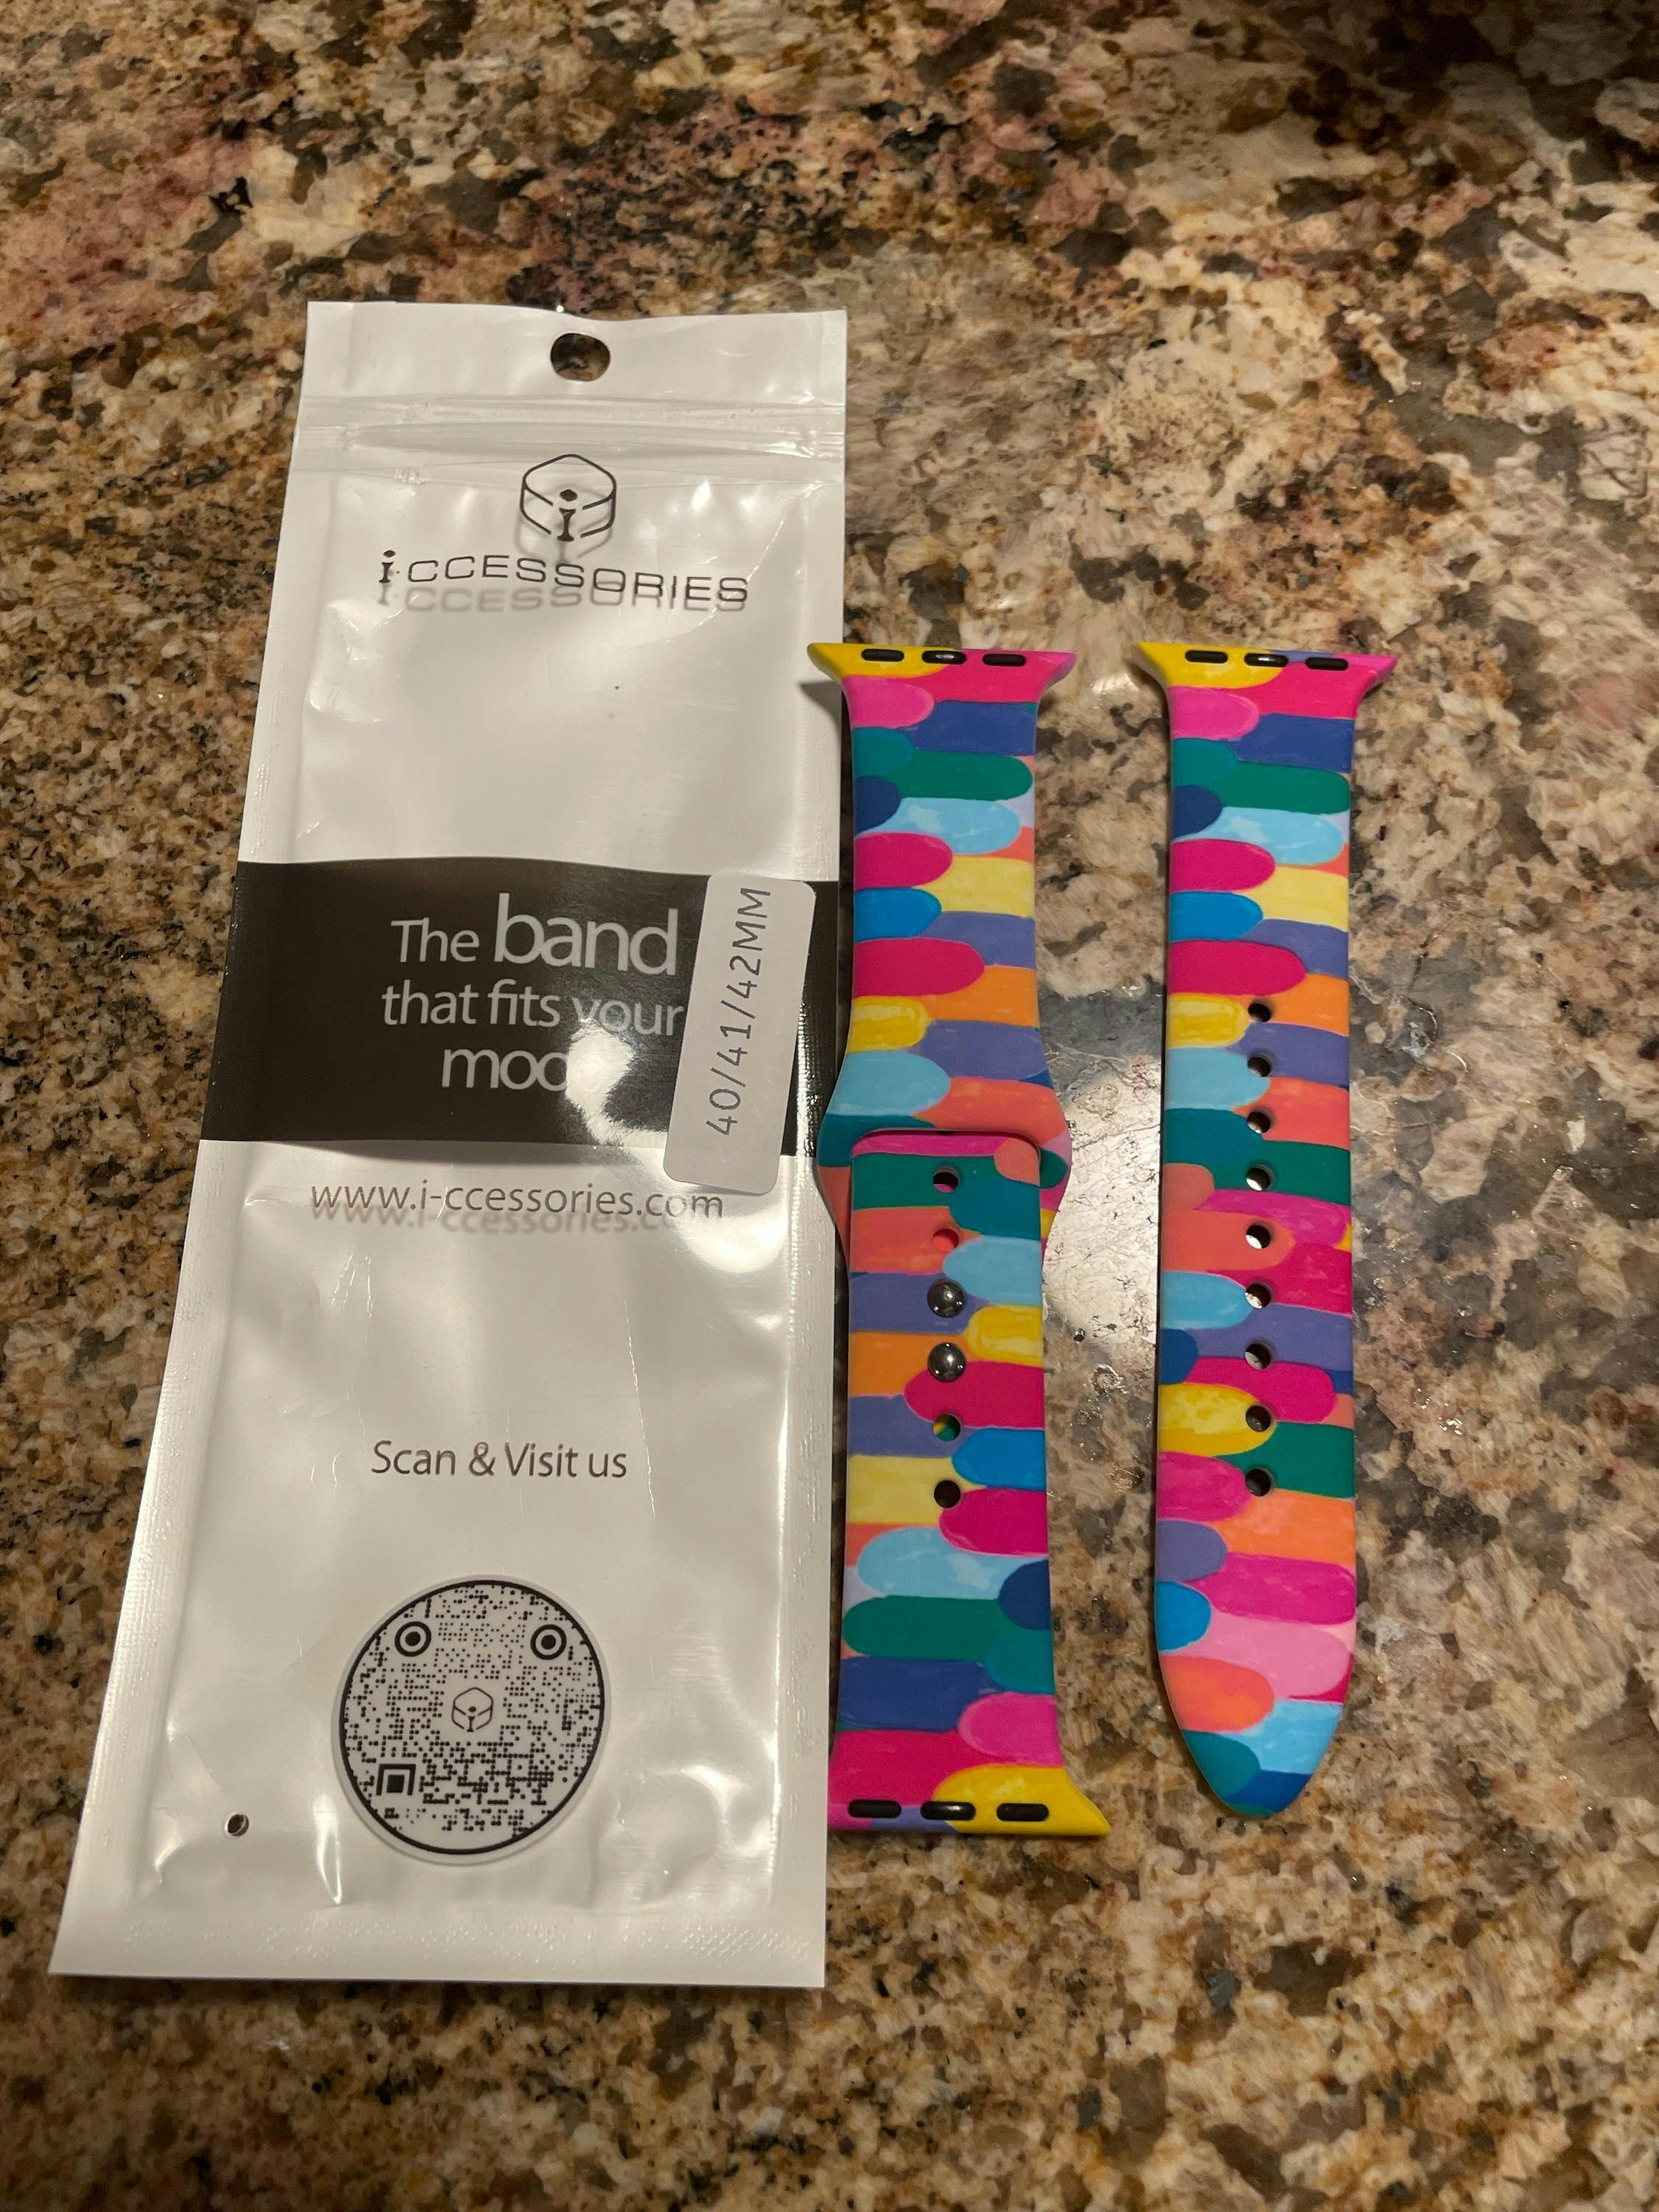 i·CCESSORIES
The band
that fits your
40/41/42MM
www.i-ccessories.com
Scan & Visit us